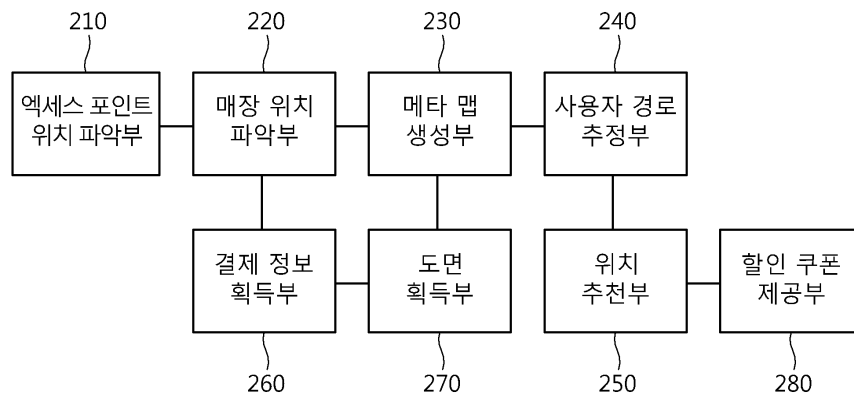 210
220
230
240
엑세스 포인트
위치 파악부
매장 위치
파악부
메타 맵
생성부
사용자 경로
추정부
결제 정보
획득부
도면
획득부
위치
추천부
할인 쿠폰
제공부
260
270
250
280